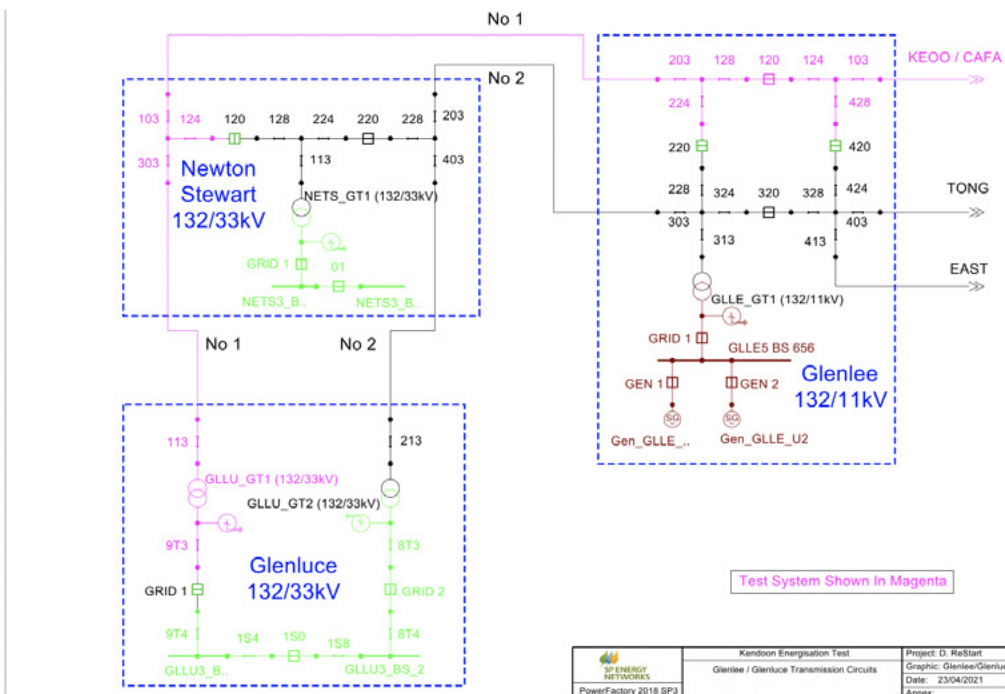 No 1
No 2
203 128 120 124 103
KEOO / CAFA
224
428
220
420
228 324 320 328 424
303
403
313
413
TONG
EAST
GLLE_GT1 (132/11kV)
GRID 1
GLLE5 BS 656
GEN 1
GEN 2
SG
SG
Gen_GLLE_..
Gen_GLLE_U2
Glenlee
132/11kV
103 124 120 128 224 220 228 203
303
113
403
Newton
Stewart
132/33kV
NETS_GT1 (132/33kV)
GRID 1
01
NETS3_B..
NETS3_B..
No 1
No 2
113
213
GLLU_GT1 (132/33kV)
GLLU_GT2 (132/33kV)
9T3
8T3
Glenluce
132/33kV
GRID 1
GRID 2
9T4
1S4
1S0
1S8
8T4
GLLU3_B..
GLLU3_BS_2
Test System Shown In Magenta
SP ENERGY
NETWORKS
PowerFactory 2018 SP3
Kendoon Energisation Test
Glenlee / Glenluce Transmission Circuits
Project: D. ReStart
Graphic: Glenlee/Glenluc
Date: 23/04/2021
Annex: